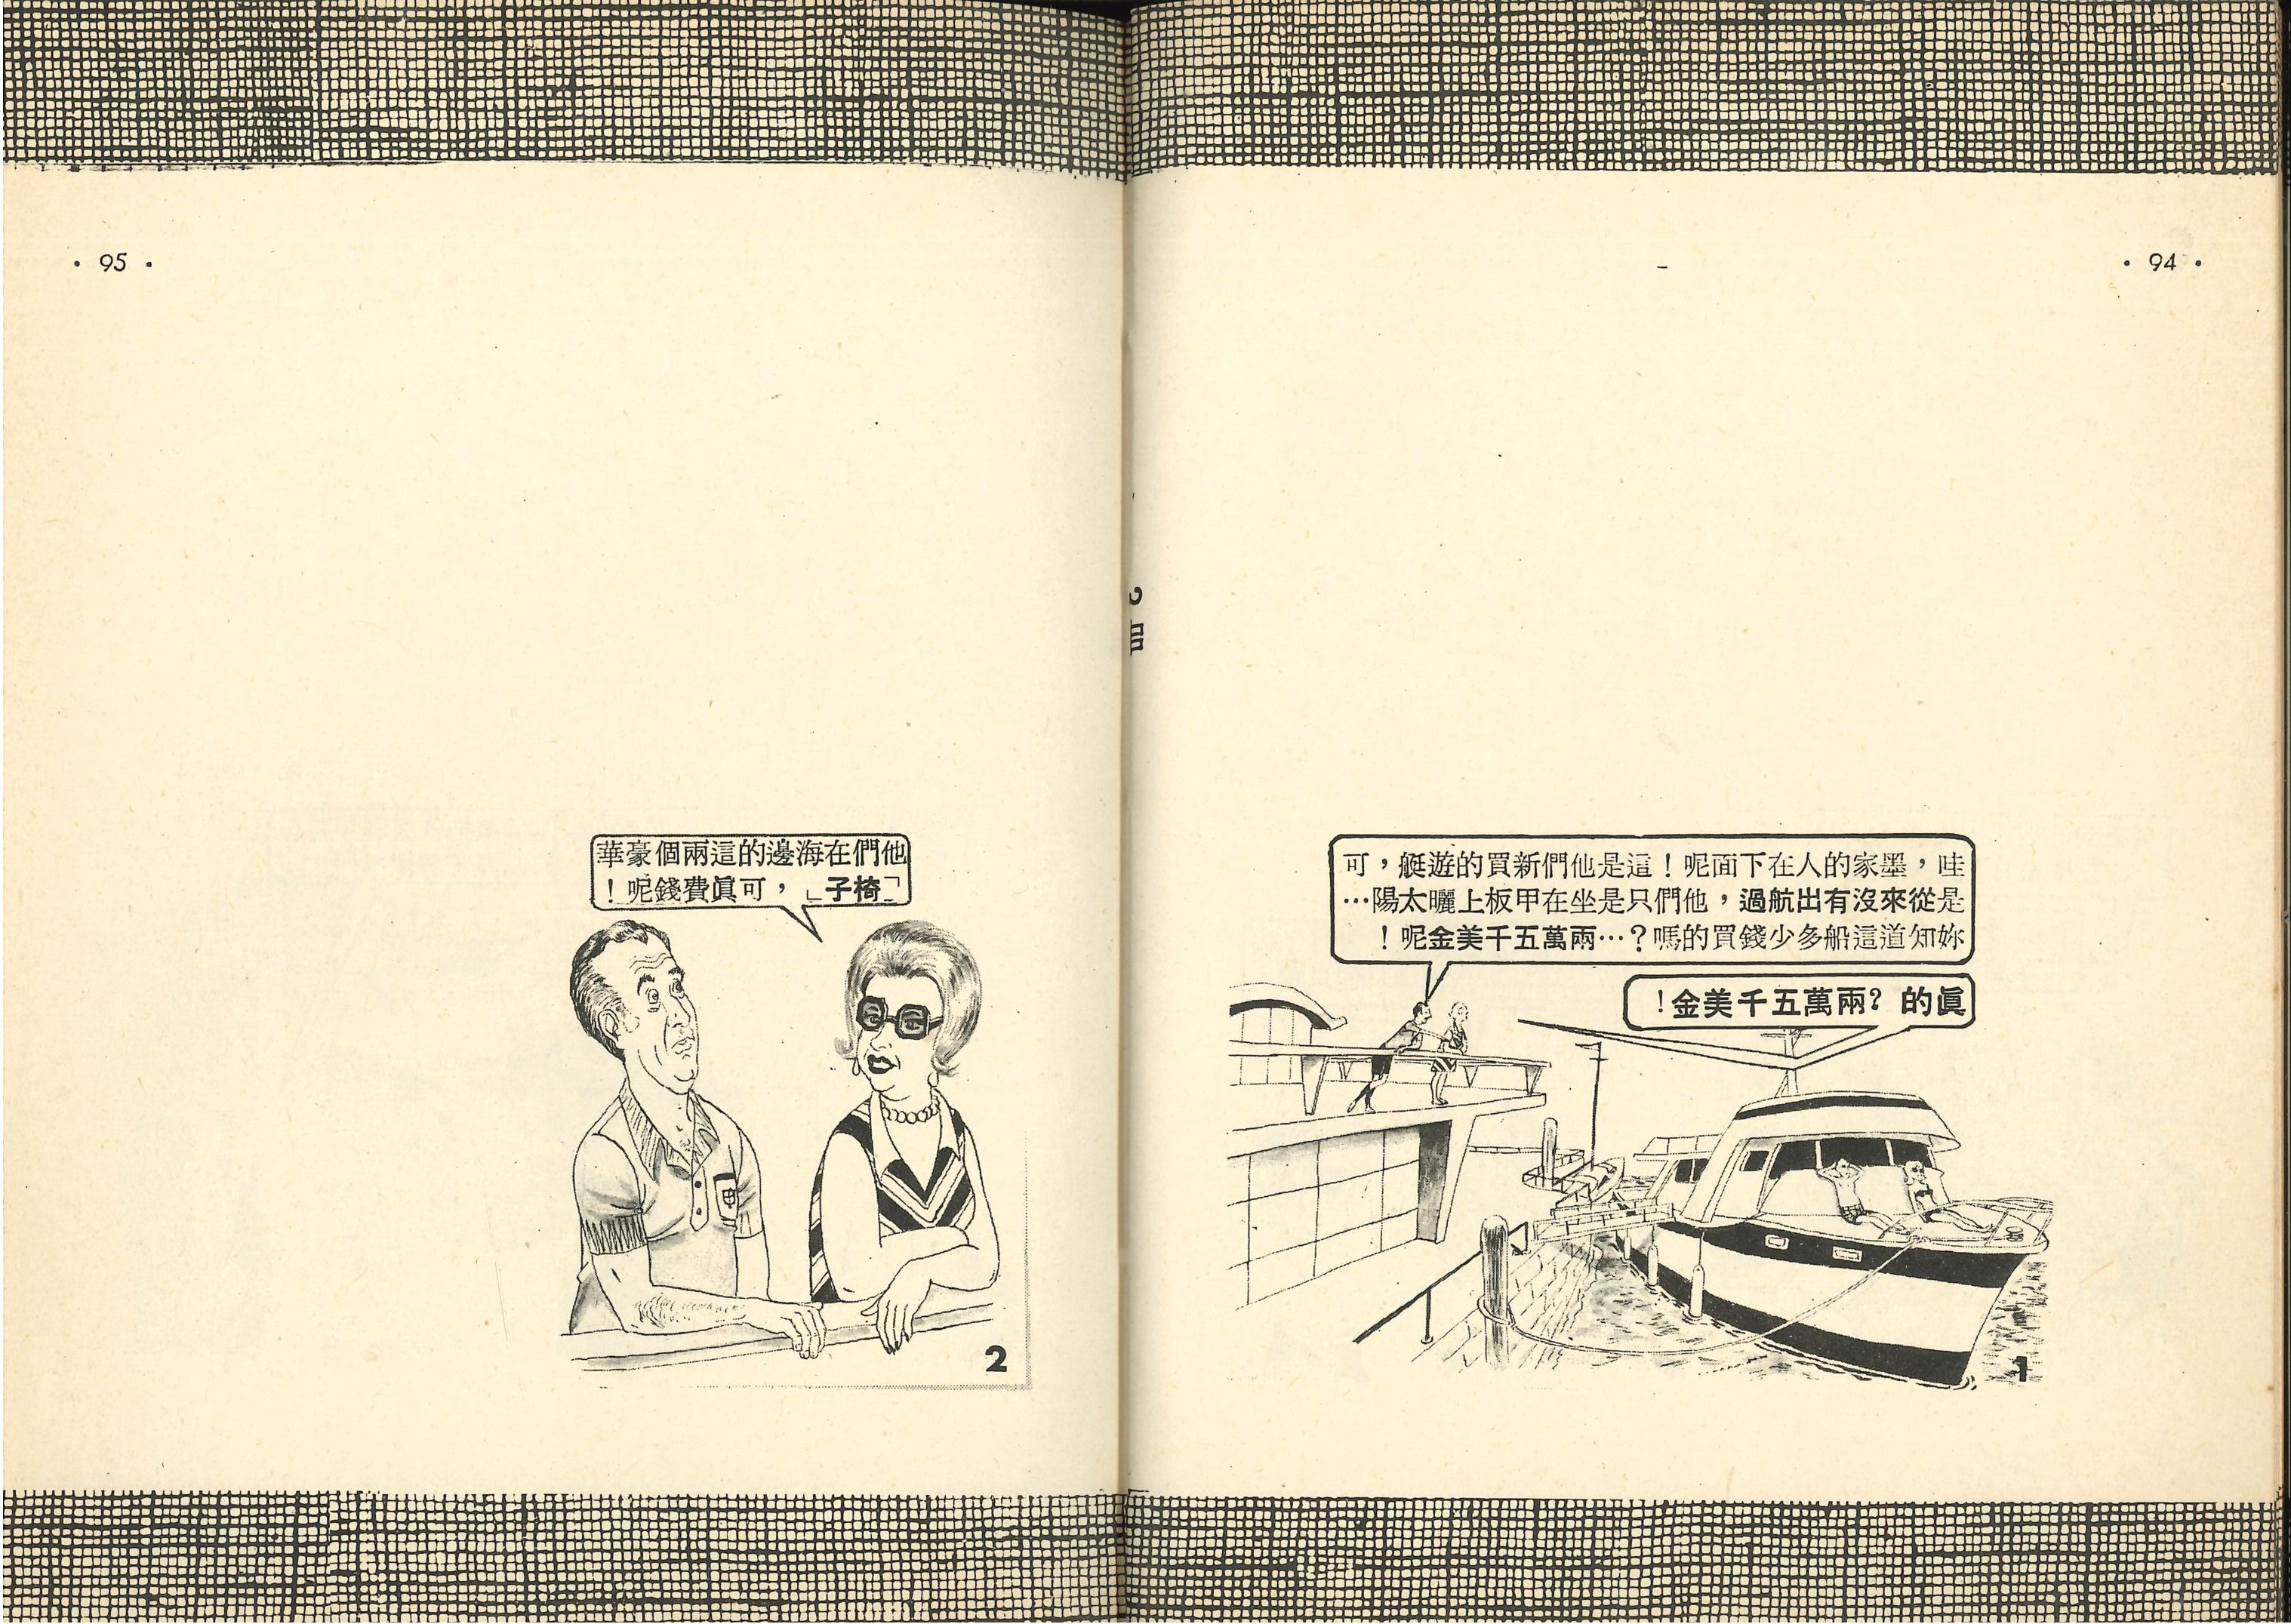 • 94 •
哇，墨家的人在下面呢！這是他們新買的遊艇，可
是從來沒有出航過，他們只是坐在甲板上曬太陽…
妳知道這船多少錢買的嗎？…兩萬五千美金呢！
眞的？兩萬五千美金！
1
• 95 •
他們在海邊的這兩個豪華
「椅子」，可眞費錢呢！
2